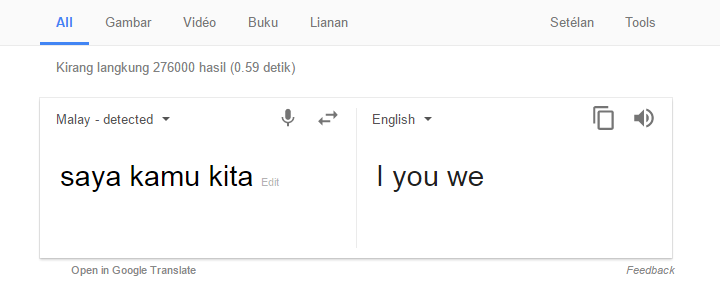 All Gambar Vidéo Buku Lianan Setélan Tools
Kirang langkung 276000 hasil (0.59 detik)
Malay - detected English
saya kamu kita Edit I you we
Open in Google Translate Feedback